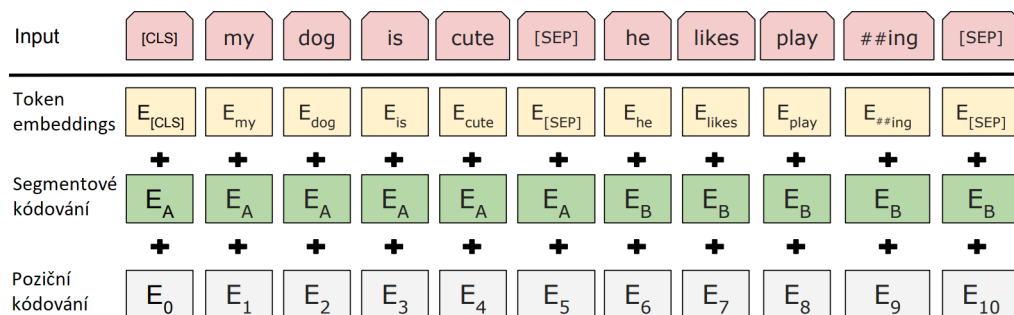 Input [CLS] my dog is cute [SEP] he likes play ##ing [SEP]
Token embeddings E[CLS] Emy Edog Eis Ecute E[SEP] Ehe Elikes Eplay E##ing E[SEP]
+ + + + + + + + + + +
Segmentové kódování EA EA EA EA EA EA EB EB EB EB EB
+ + + + + + + + + + +
Poziční kódování E0 E1 E2 E3 E4 E5 E6 E7 E8 E9 E10